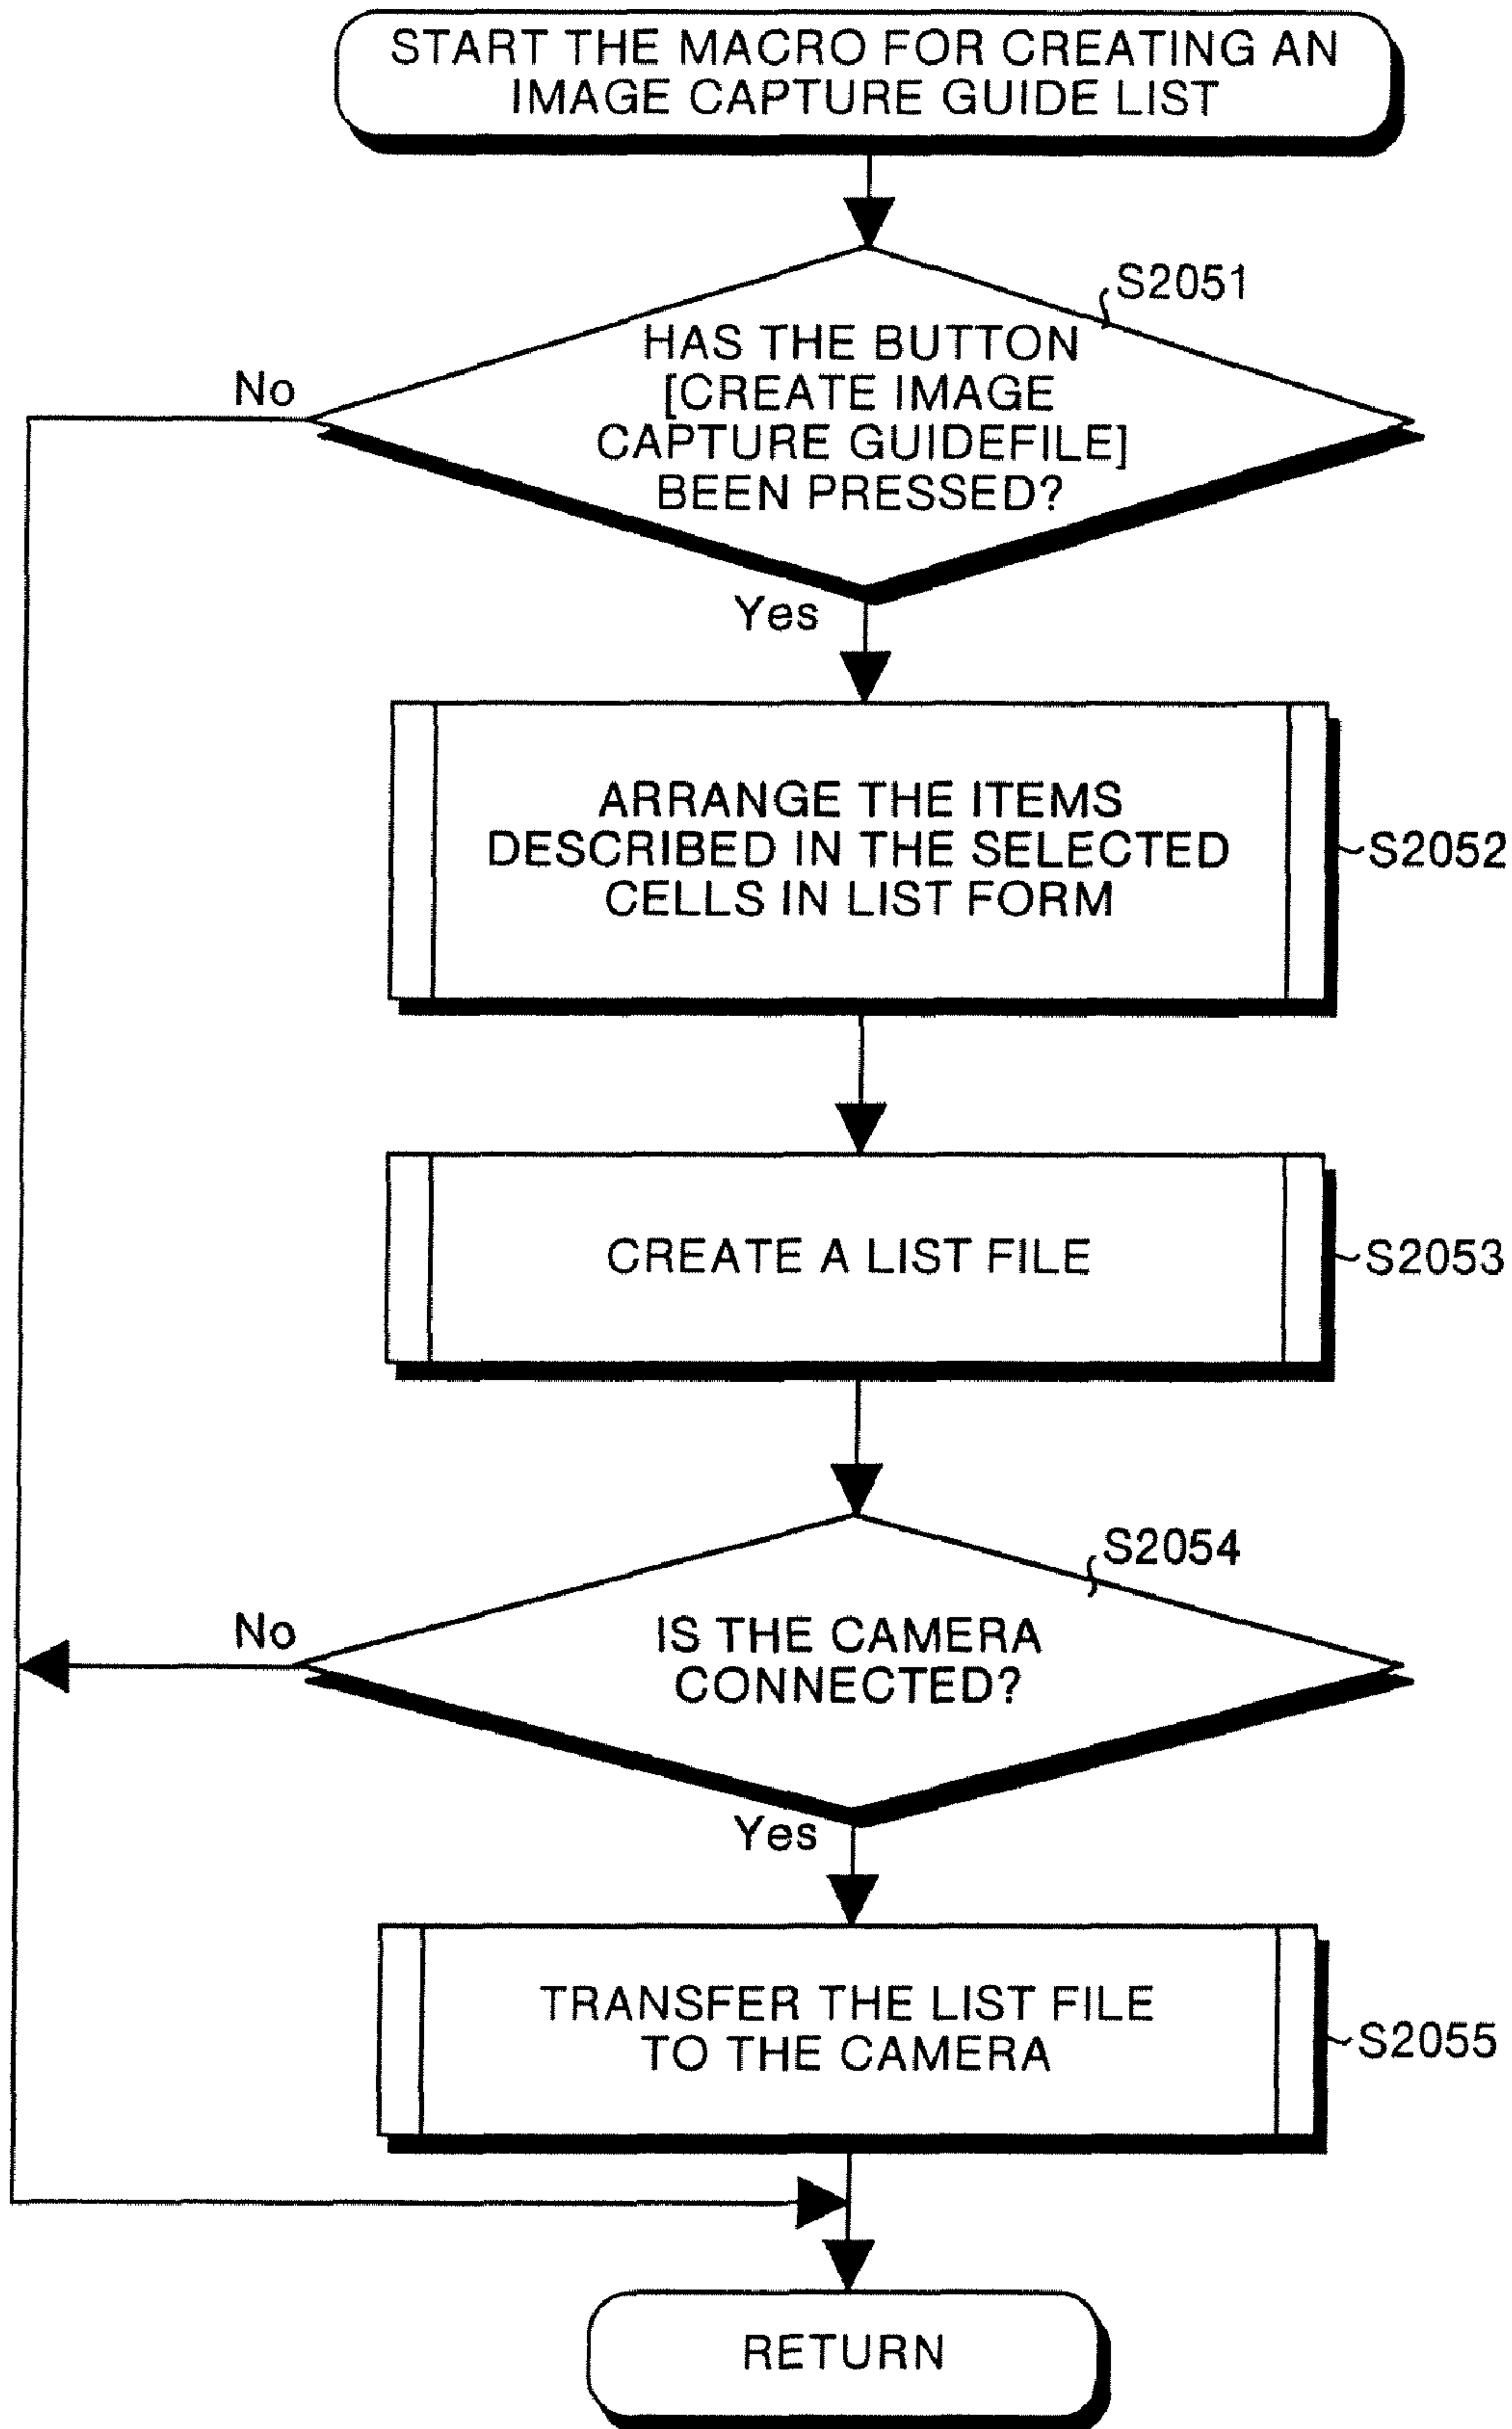 START THE MACRO FOR CREATING AN
IMAGE CAPTURE GUIDE LIST
S2051
HAS THE BUTTON
[CREATE IMAGE
CAPTURE GUIDEFILE]
BEEN PRESSED?
No
Yes
ARRANGE THE ITEMS
DESCRIBED IN THE SELECTED
CELLS IN LIST FORM
S2052
CREATE A LIST FILE
S2053
S2054
IS THE CAMERA
CONNECTED?
No
Yes
TRANSFER THE LIST FILE
TO THE CAMERA
S2055
RETURN